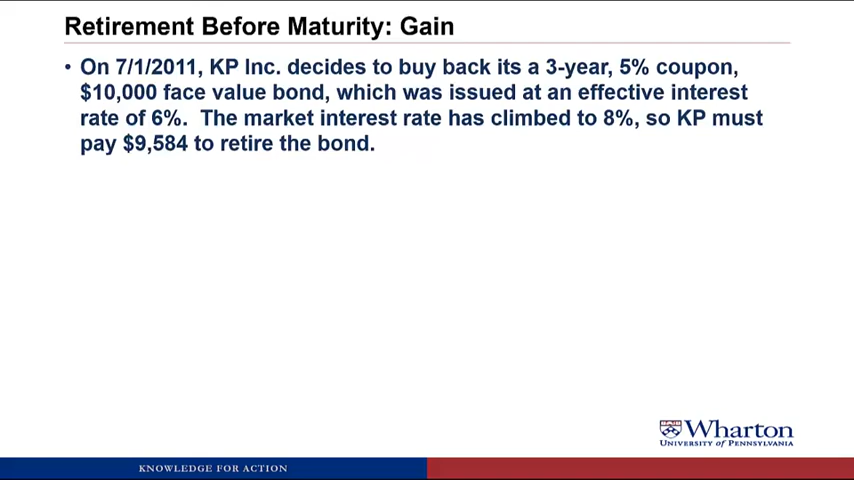 Retirement Before Maturity: Gain
• On 7/1/2011, KP Inc. decides to buy back its a 3-year, 5% coupon,
$10,000 face value bond, which was issued at an effective interest
rate of 6%.  The market interest rate has climbed to 8%, so KP must
pay $9,584 to retire the bond.
Wharton
UNIVERSITY of PENNSYLVANIA
KNOWLEDGE FOR ACTION